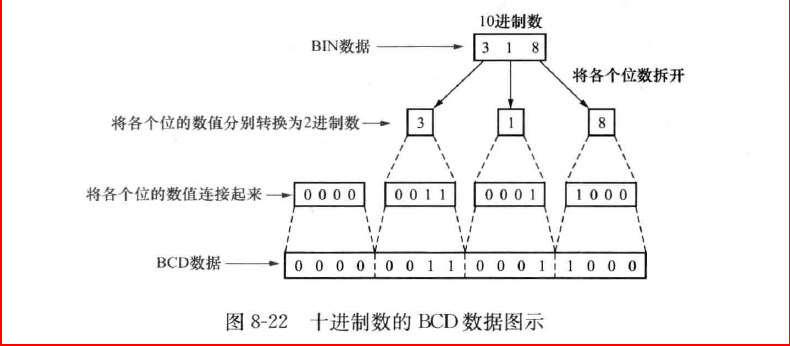 10进制数
BIN数据
3 1 8
将各个位数拆开
将各个位的数值分别转换为2进制数
3
1
8
将各个位的数值连接起来
0 0 0 0
0 0 1 1
0 0 0 1
1 0 0 0
BCD数据
0 0 0 0 0 0 1 1 0 0 0 1 1 0 0 0
图 8-22 十进制数的 BCD 数据图示